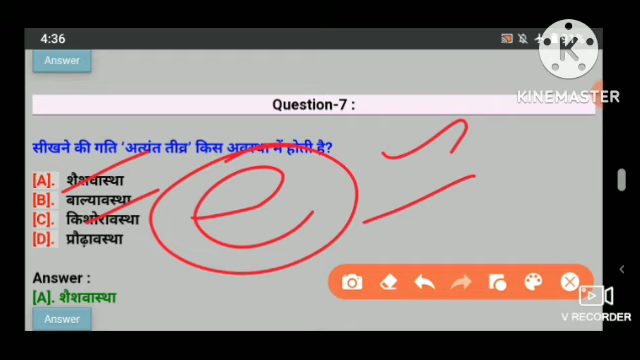 4:36
KINEMASTER
Answer
Question-7 :
सीखने की गति ‘अत्यंत तीव्र’ किस अवस्था में होती है?
[A]. शैशवास्था
[B]. बाल्यावस्था
[C]. किशोरावस्था
[D]. प्रौढ़ावस्था
Answer :
[A]. शैशवास्था
Answer
V RECORDER